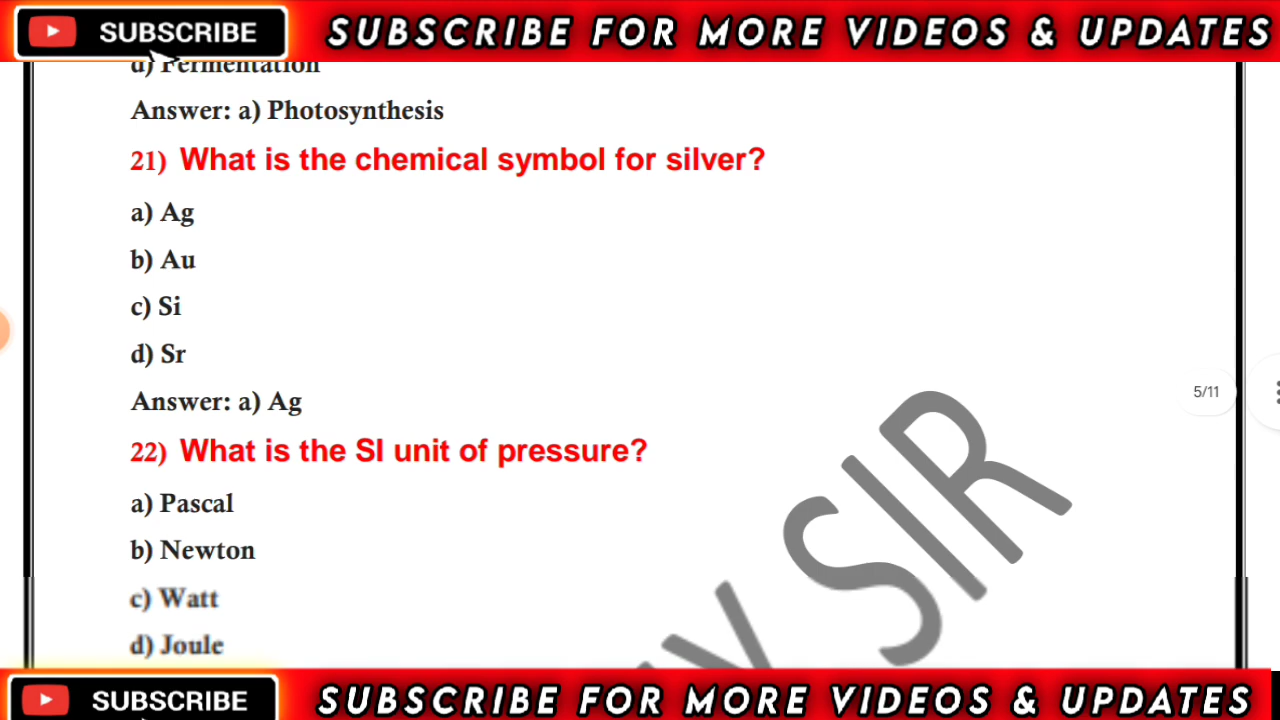 SUBSCRIBE SUBSCRIBE FOR MORE VIDEOS & UPDATES
d) Fermentation
Answer: a) Photosynthesis
21) What is the chemical symbol for silver?
a) Ag
b) Au
c) Si
d) Sr
Answer: a) Ag
5/11
22) What is the SI unit of pressure?
a) Pascal
b) Newton
c) Watt
d) Joule
Y SIR
SUBSCRIBE SUBSCRIBE FOR MORE VIDEOS & UPDATES